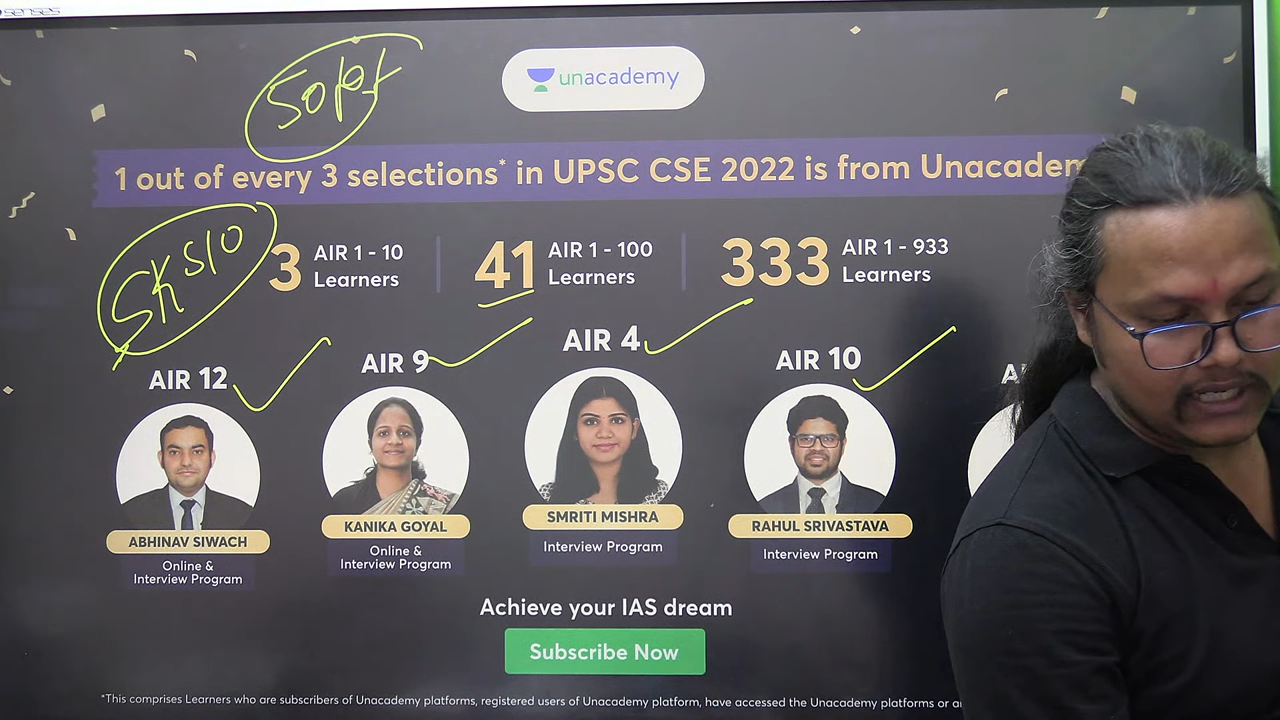 senses
unacademy
1 out of every 3 selections* in UPSC CSE 2022 is from Unacadem
SKS10
3 AIR 1 - 10 Learners
41 AIR 1 - 100 Learners
333 AIR 1 - 933 Learners
AIR 12
AIR 9
AIR 4
AIR 10
ABHINAV SIWACH
Online &
Interview Program
KANIKA GOYAL
Online &
Interview Program
SMRITI MISHRA
Interview Program
RAHUL SRIVASTAVA
Interview Program
Achieve your IAS dream
Subscribe Now
*This comprises Learners who are subscribers of Unacademy platforms, registered users of Unacademy platform, have accessed the Unacademy platforms or